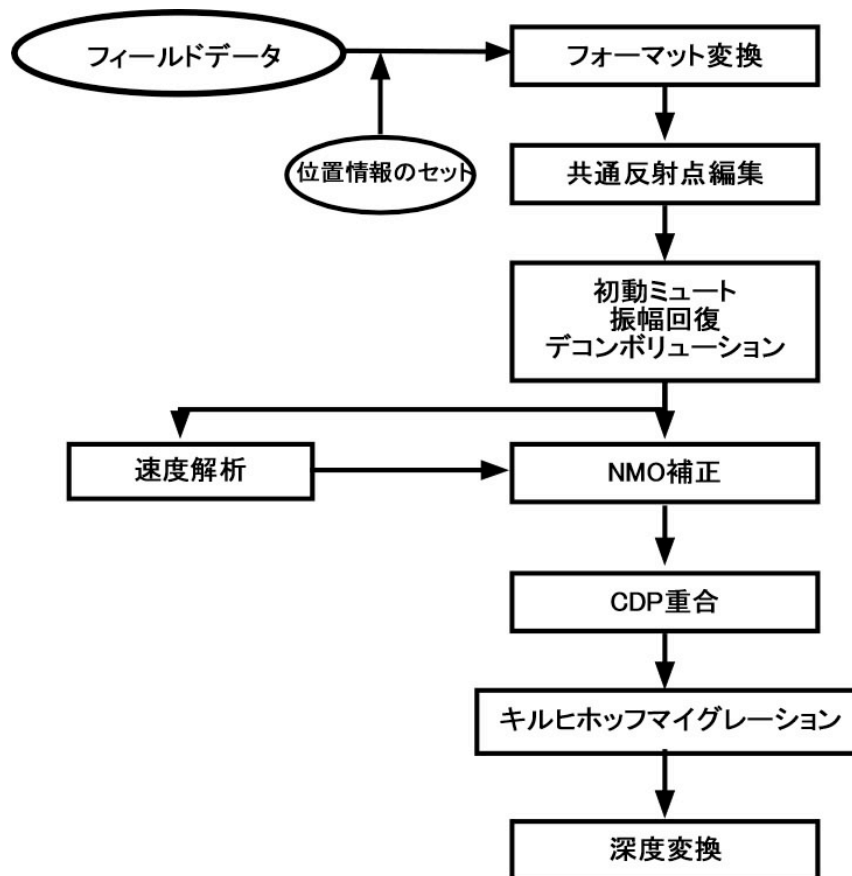 フィールドデータ
フォーマット変換
位置情報のセット
共通反射点編集
初動ミュート
振幅回復
デコンボリューション
速度解析
NMO補正
CDP重合
キルヒホッフマイグレーション
深度変換